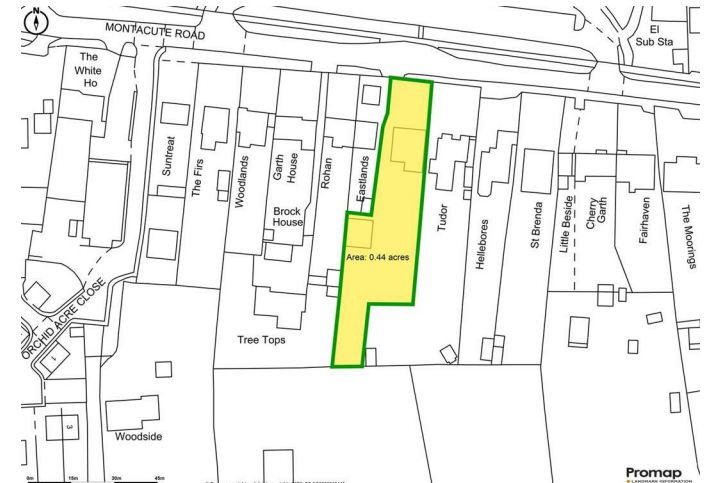 N
MONTACUTE ROAD
El
Sub Sta
The
White
Ho
Suntreat
The Firs
Woodlands
Garth
House
Brock
House
Rohan
Eastlands
Tudor
Hellebores
St Brenda
Little Beside
Cherry
Garth
Fairhaven
The Moorings
Area: 0.44 acres
ORCHID ACRE CLOSE
1
3
Tree Tops
Woodside
0m 15m 30m 45m
Promap
LANDMARK INFORMATION